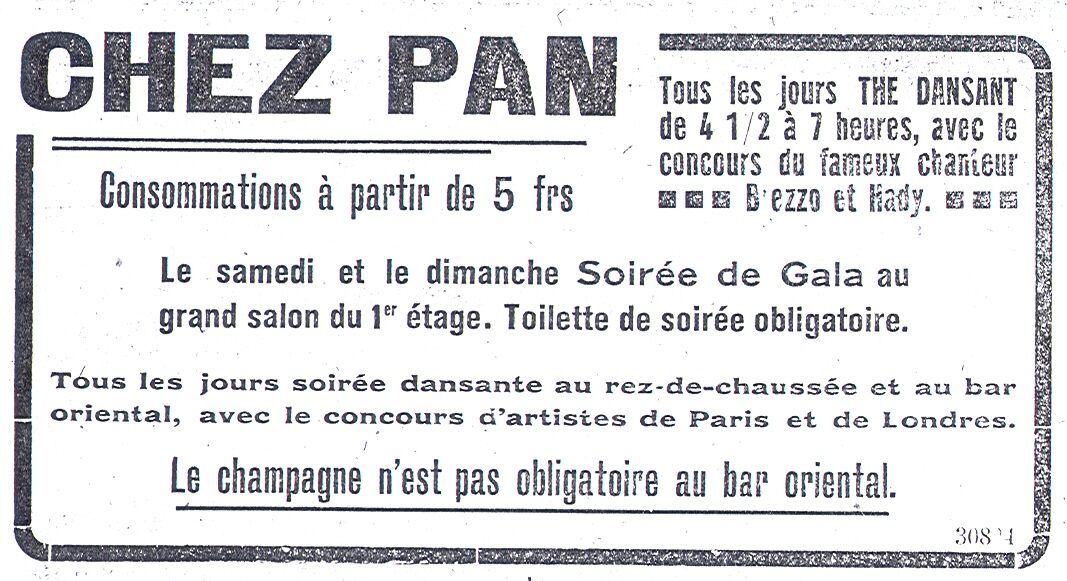 CHEZ PAN
Consommations à partir de 5 frs
Tous les jours THE DANSANT
de 4 1/2 à 7 heures, avec le
concours du fameux chanteur
et Hady.
Le samedi et le dimanche Soirée de Gala au
grand salon du 1er étage. Toilette de soirée obligatoire.
Tous les jours soirée dansante au rez-de-chaussée et au bar
oriental, avec le concours d'artistes de Paris et de Londres.
Le champagne n'est pas obligatoire au bar oriental.